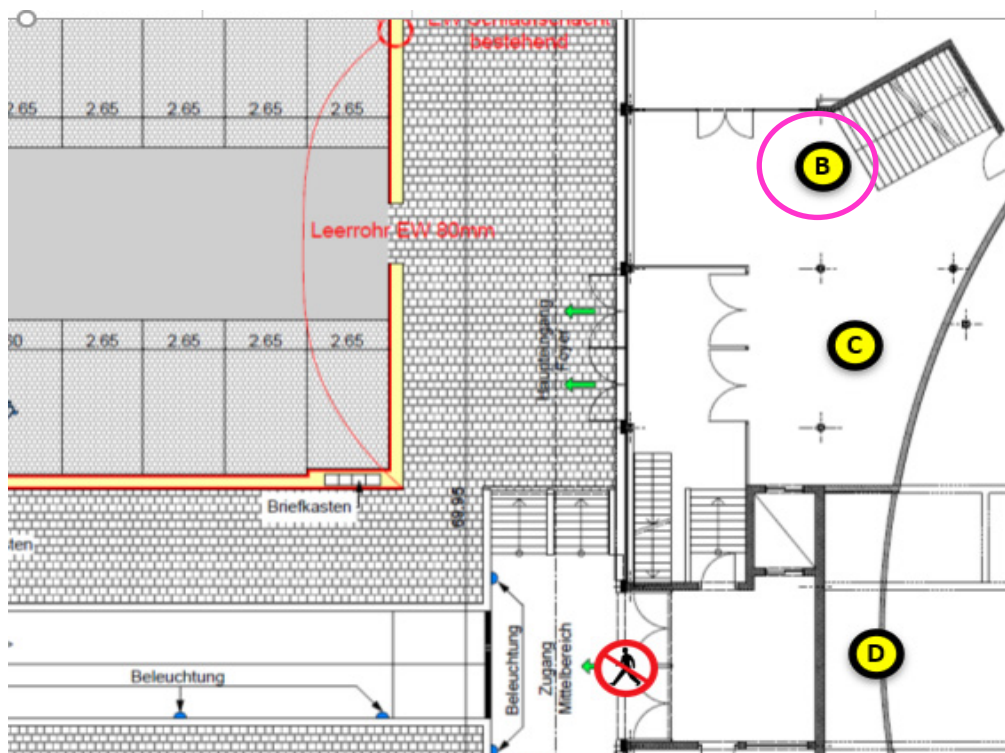 bestehend
2.65
2.65
2.65
2.65
2.65
B
Leerrohr EW 80mm
Haupteingang
Foyer
C
2.65
2.65
2.65
2.65
Briefkasten
69.95
D
Beleuchtung
Beleuchtung
Zugang
Mittelbereich